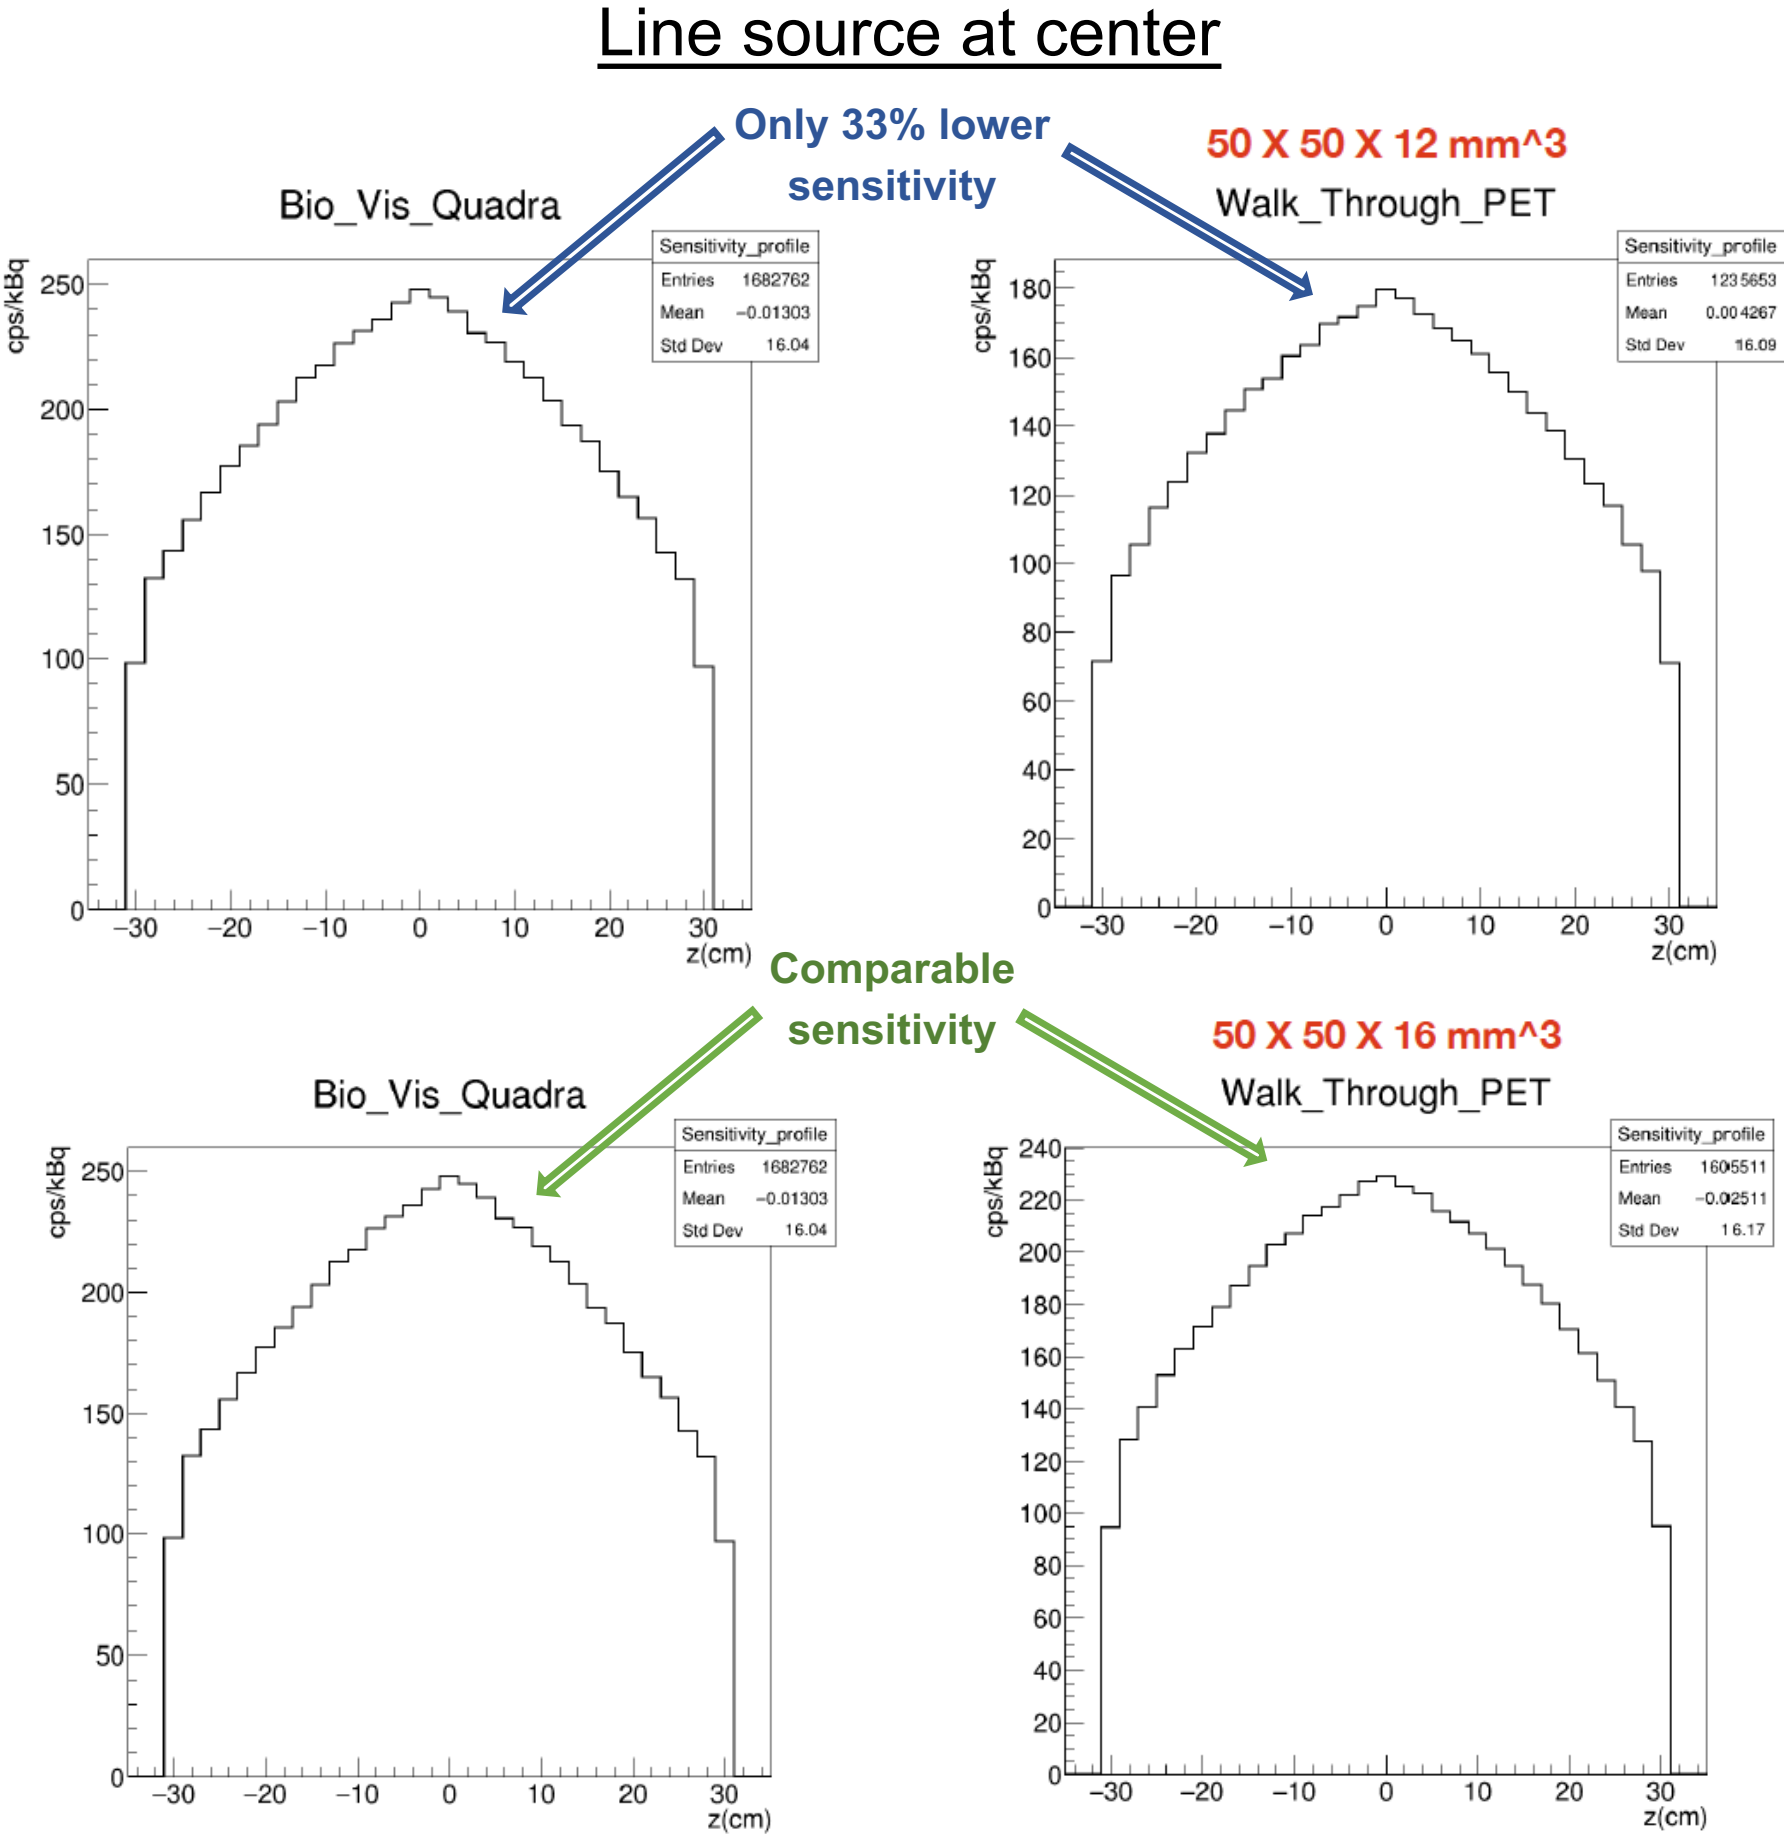 Line source at center
Only 33% lower
sensitivity
50 X 50 X 12 mm^3
Bio_Vis_Quadra
Walk_Through_PET
Sensitivity_profile
Entries 1682762
Mean −0.01303
Std Dev 16.04
cps/kBq
250
200
150
100
50
0
−30 −20 −10 0 10 20 30
z(cm)
Sensitivity_profile
Entries 1235653
Mean 0.004267
Std Dev 16.09
cps/kBq
180
160
140
120
100
80
60
40
20
0
−30 −20 −10 0 10 20 30
z(cm)
Comparable
sensitivity
50 X 50 X 16 mm^3
Bio_Vis_Quadra
Walk_Through_PET
Sensitivity_profile
Entries 1682762
Mean −0.01303
Std Dev 16.04
cps/kBq
250
200
150
100
50
0
−30 −20 −10 0 10 20 30
z(cm)
Sensitivity_profile
Entries 1605511
Mean −0.02511
Std Dev 16.17
cps/kBq
240
220
200
180
160
140
120
100
80
60
40
20
0
−30 −20 −10 0 10 20 30
z(cm)